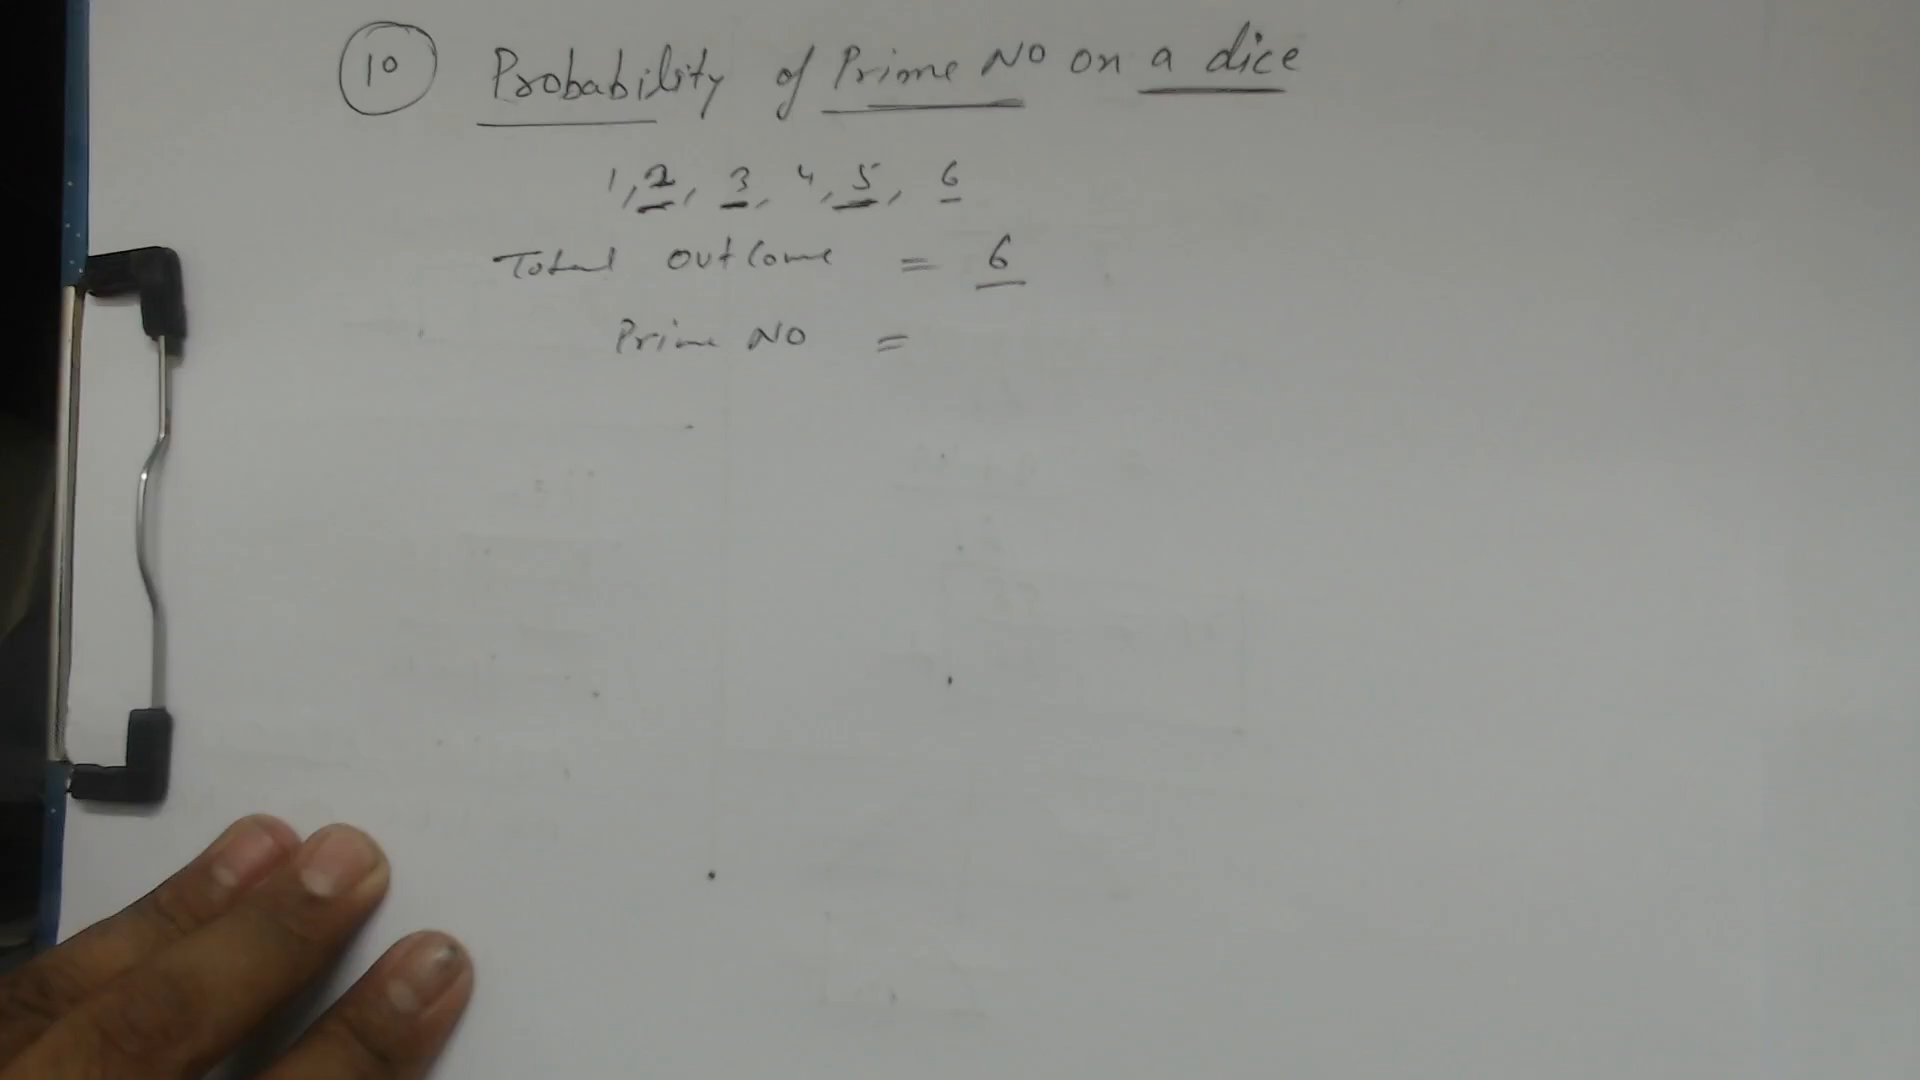 10 Probability of Prime No on a dice
1, 2, 3, 4, 5, 6
Total outcome = 6
Prime No =